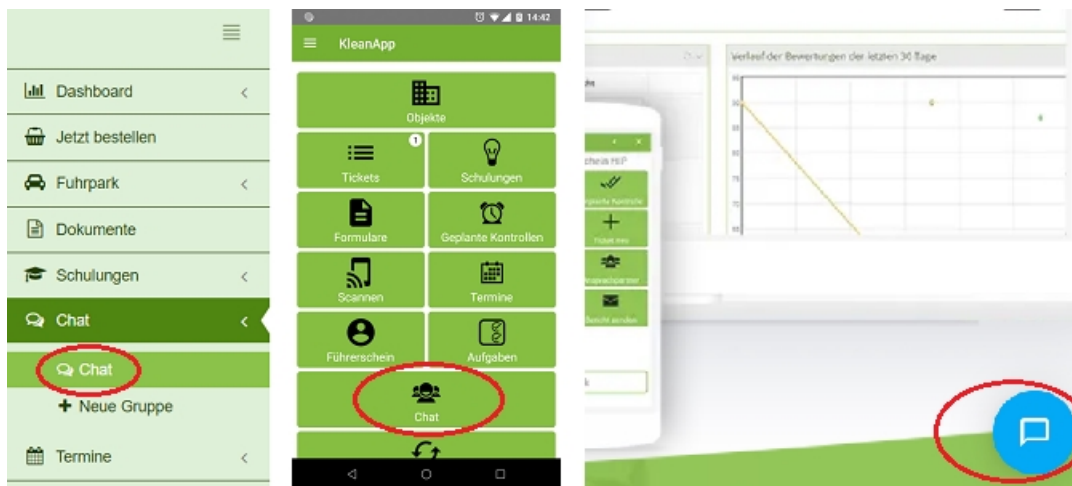 Dashboard
Jetzt bestellen
Fuhrpark
Dokumente
Schulungen
Chat
Chat
Neue Gruppe
Termine
14:42
KleanApp
Objekte
1
Tickets
Schulungen
Formulare
Geplante Kontrollen
Scannen
Termine
Führerschein
Aufgaben
Chat
Verlauf der Bewertungen der letzten 30 Tage